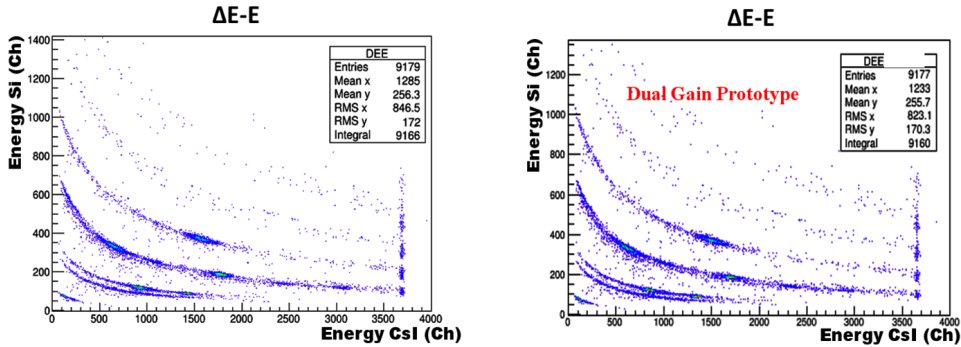 ΔE-E
Energy Si (Ch)
1400
1200
1000
800
600
400
200
0
DEE
Entries 9179
Mean x 1285
Mean y 256.3
RMS x 846.5
RMS y 172
Integral 9166
0 500 1000 1500 2000 2500 3000 3500 4000
Energy CsI (Ch)
ΔE-E
Energy Si (Ch)
1200
1000
800
600
400
200
0
Dual Gain Prototype
DEE
Entries 9177
Mean x 1233
Mean y 255.7
RMS x 823.1
RMS y 170.3
Integral 9160
0 500 1000 1500 2000 2500 3000 3500 4000
Energy CsI (Ch)